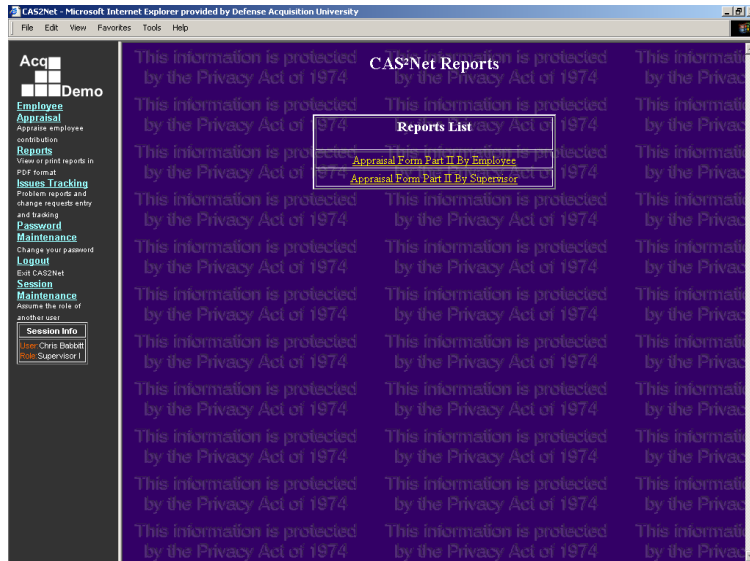 CAS2Net - Microsoft Internet Explorer provided by Defense Acquisition University
File Edit View Favorites Tools Help
Acq
Demo
Employee
Appraisal
Appraise employee
contribution
Reports
View or print reports in
PDF format
Issues Tracking
Problem reports and
change requests entry
and tracking
Password
Maintenance
Change your password
Logout
Exit CAS2Net
Session
Maintenance
Assume the role of
another user
Session Info
User:Chris Babbitt
Role:Supervisor I
CAS²Net Reports
Reports List
Appraisal Form Part II By Employee
Appraisal Form Part II By Supervisor
This information is protected
by the Privacy Act of 1974